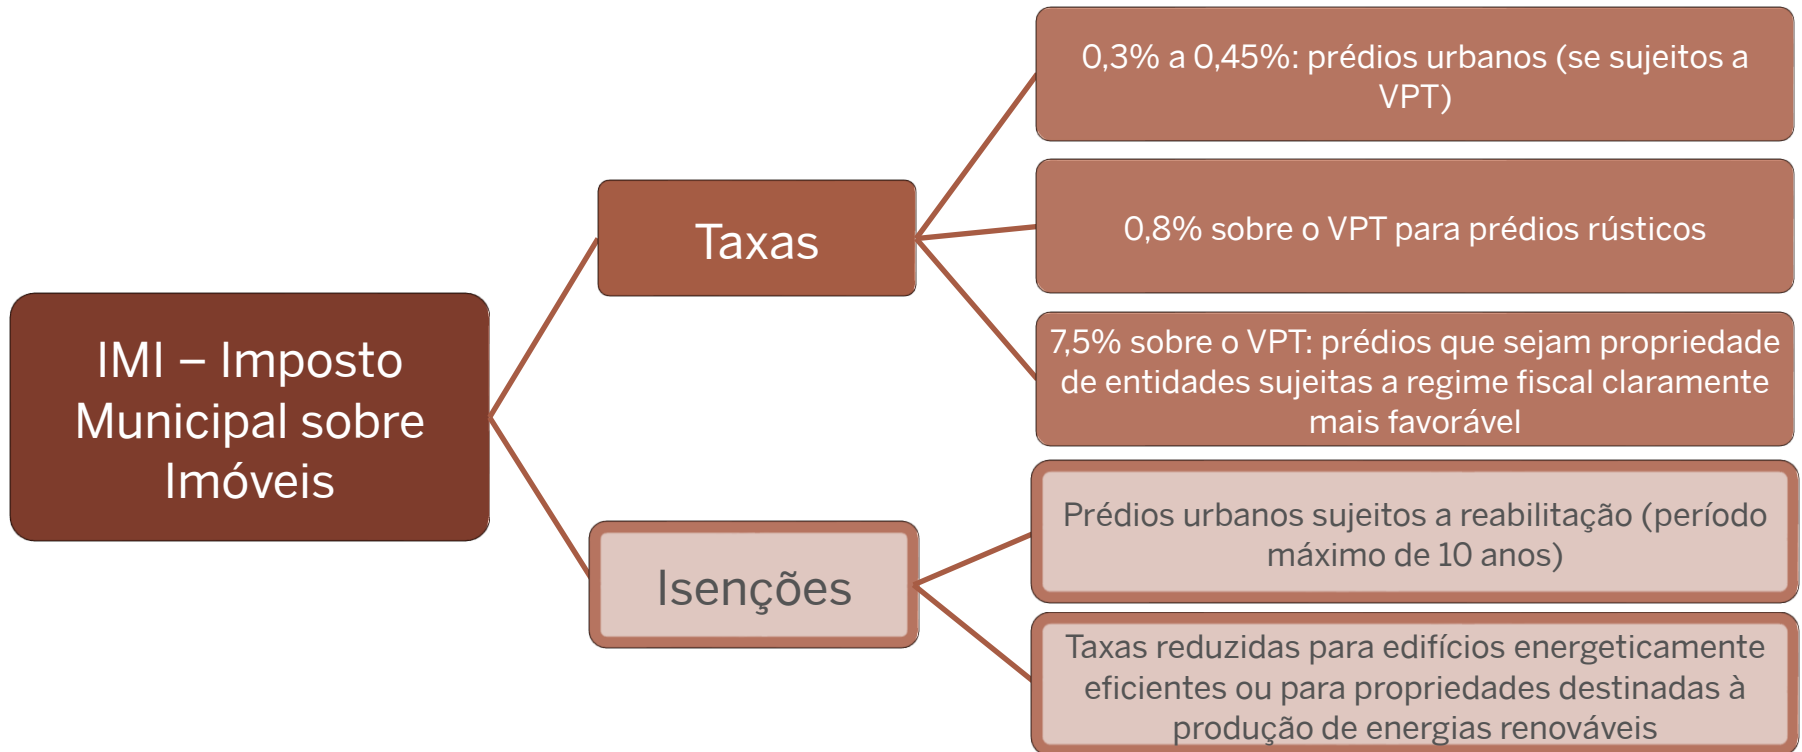 IMI – Imposto
Municipal sobre
Imóveis
Taxas
0,3% a 0,45%: prédios urbanos (se sujeitos a
VPT)
0,8% sobre o VPT para prédios rústicos
7,5% sobre o VPT: prédios que sejam propriedade
de entidades sujeitas a regime fiscal claramente
mais favorável
Isenções
Prédios urbanos sujeitos a reabilitação (período
máximo de 10 anos)
Taxas reduzidas para edifícios energeticamente
eficientes ou para propriedades destinadas à
produção de energias renováveis